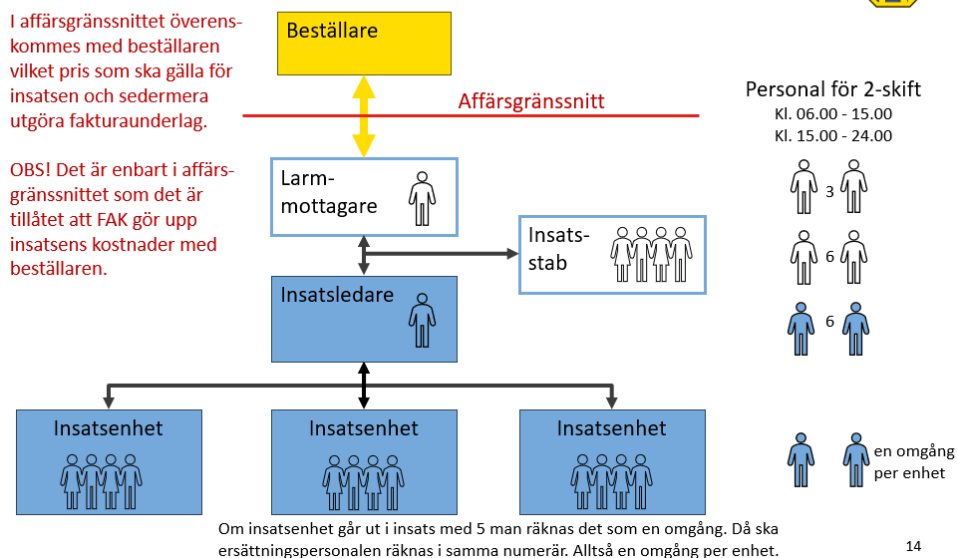 I affärsgränssnittet överens-
kommes med beställaren
vilket pris som ska gälla för
insatsen och sedermera
utgöra fakturaunderlag.
OBS! Det är enbart i affärs-
gränssnittet som det är
tillåtet att FAK gör upp
insatsens kostnader med
beställaren.
Beställare
Affärsgränssnitt
Larm-
mottagare
Insats-
stab
Insatsledare
Insatsenhet
Insatsenhet
Insatsenhet
Personal för 2-skift
Kl. 06.00 - 15.00
Kl. 15.00 - 24.00
3
6
6
en omgång
per enhet
Om insatsenhet går ut i insats med 5 man räknas det som en omgång. Då ska
ersättningspersonalen räknas i samma numerär. Alltså en omgång per enhet.
14